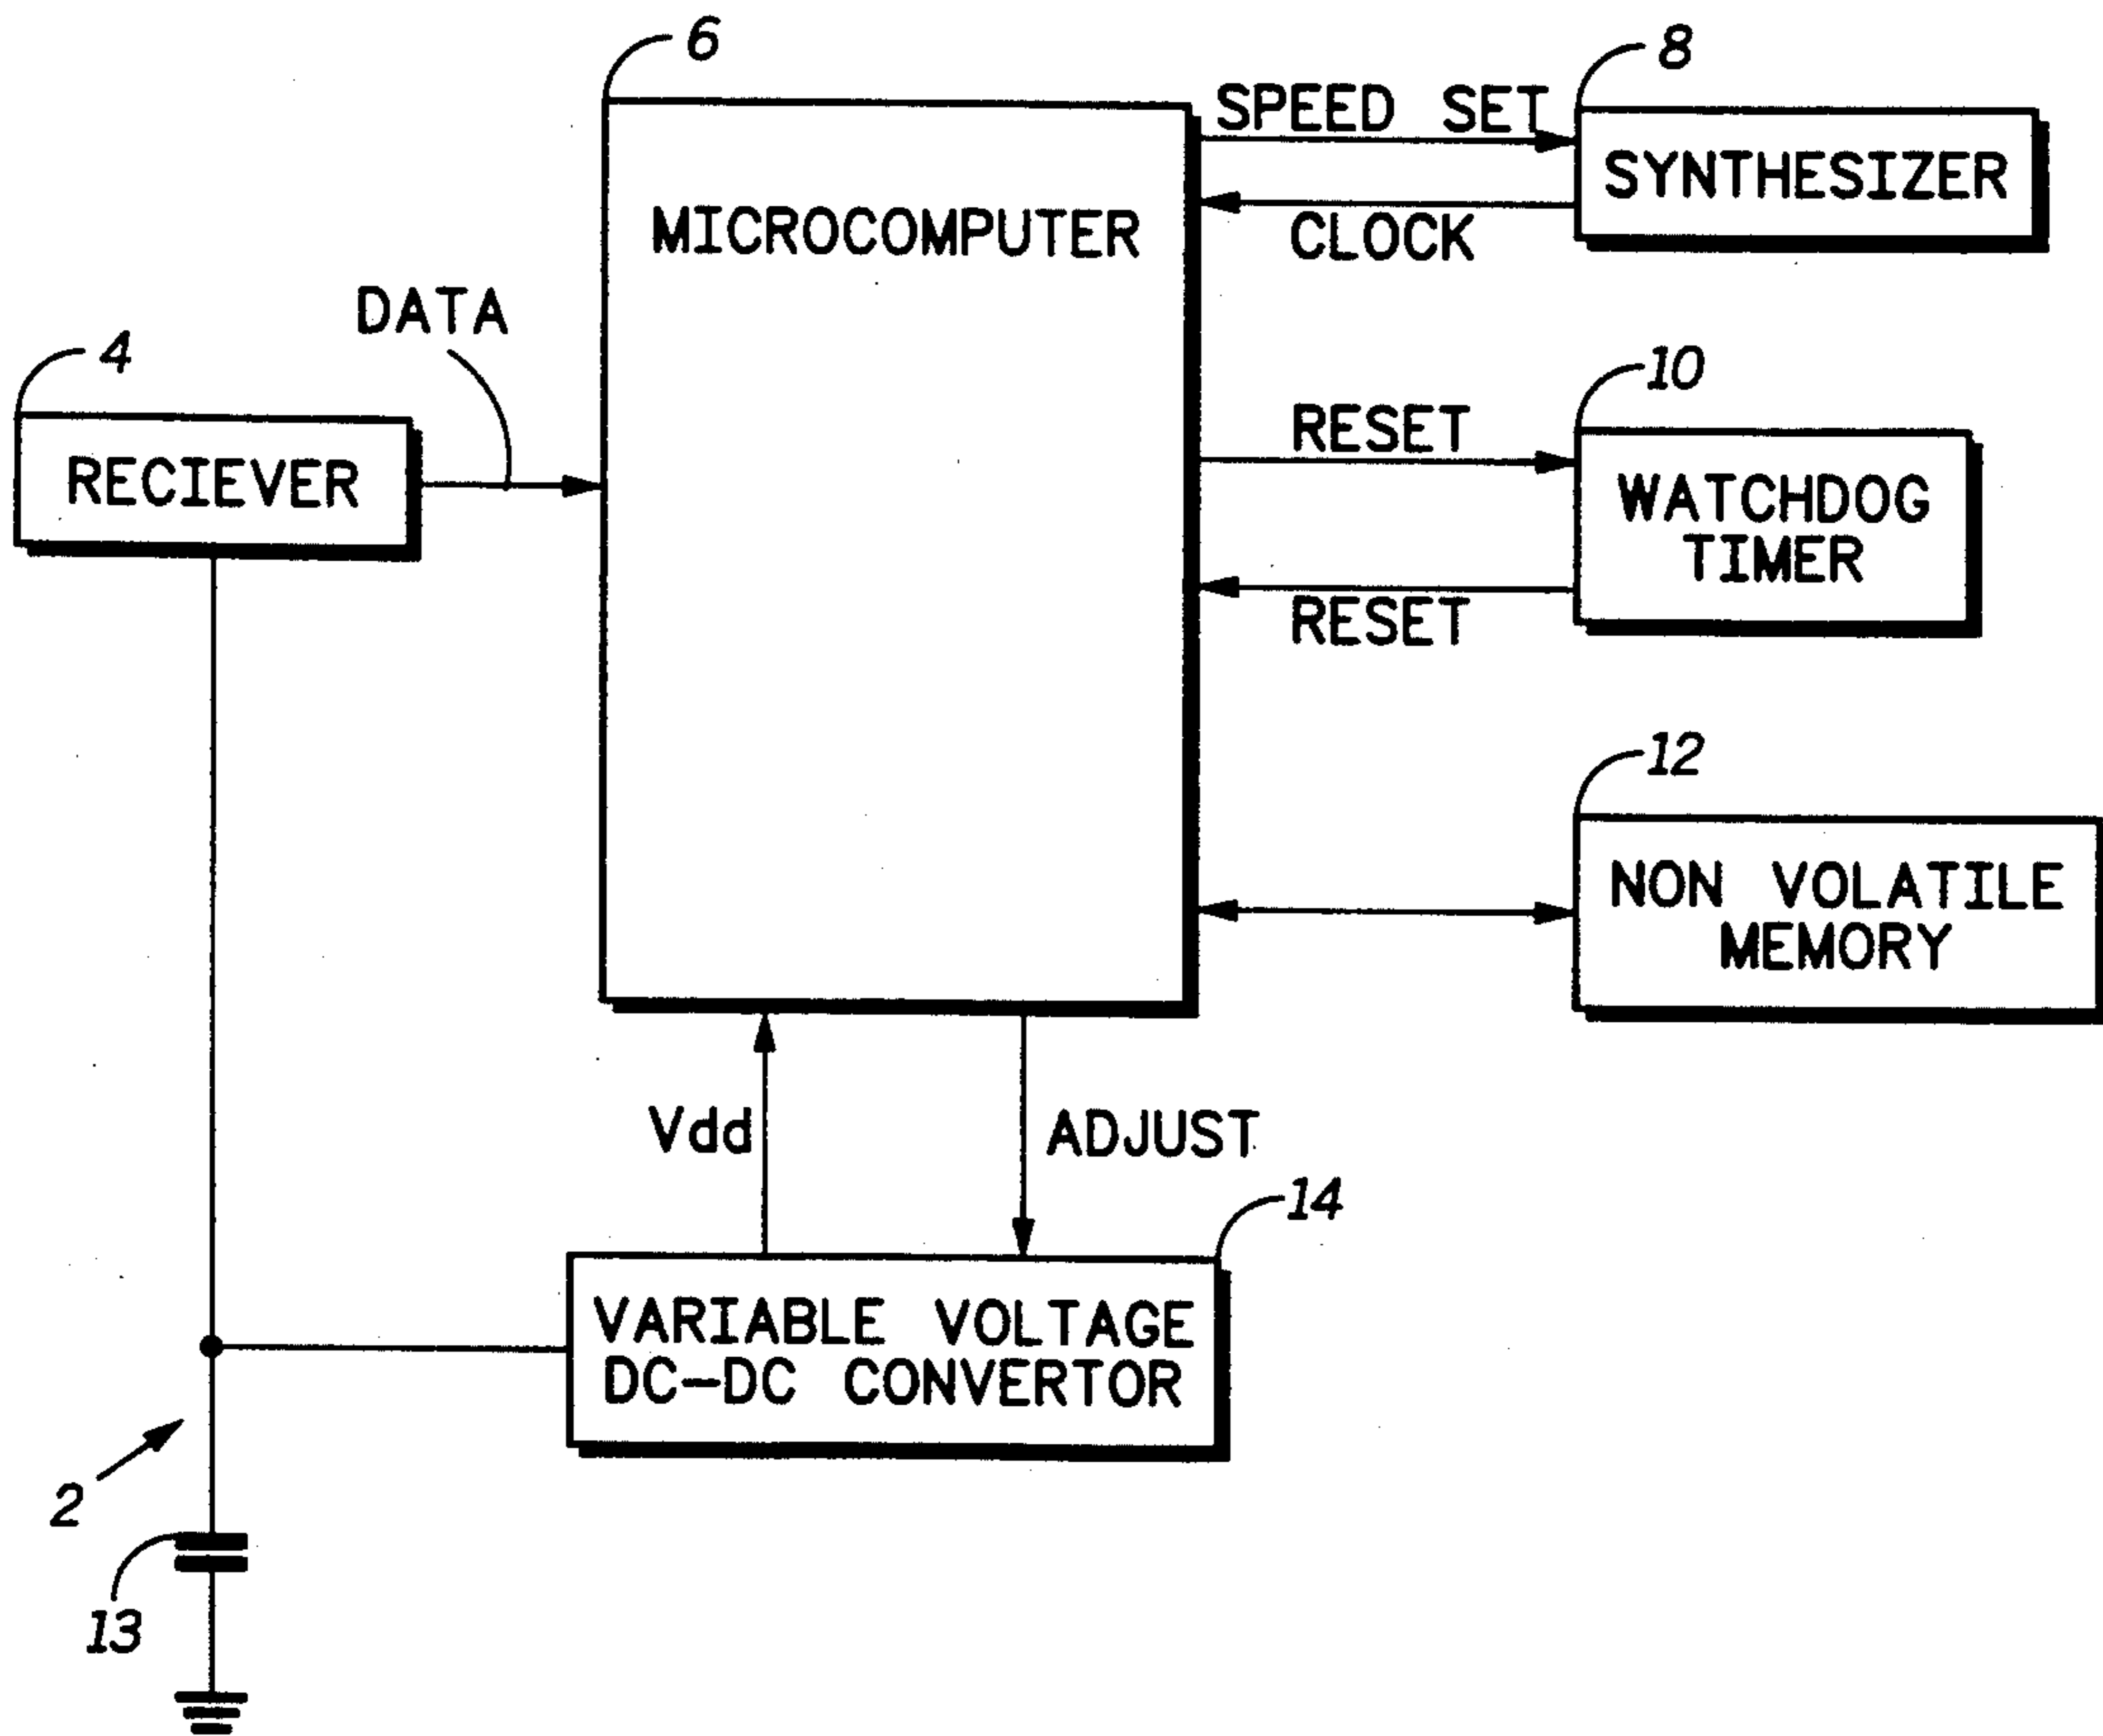 6
8
SPEED SET
SYNTHESIZER
MICROCOMPUTER
CLOCK
DATA
4
10
RECIEVER
RESET
WATCHDOG
TIMER
RESET
12
NON VOLATILE
MEMORY
Vdd
ADJUST
14
VARIABLE VOLTAGE
DC-DC CONVERTOR
2
13